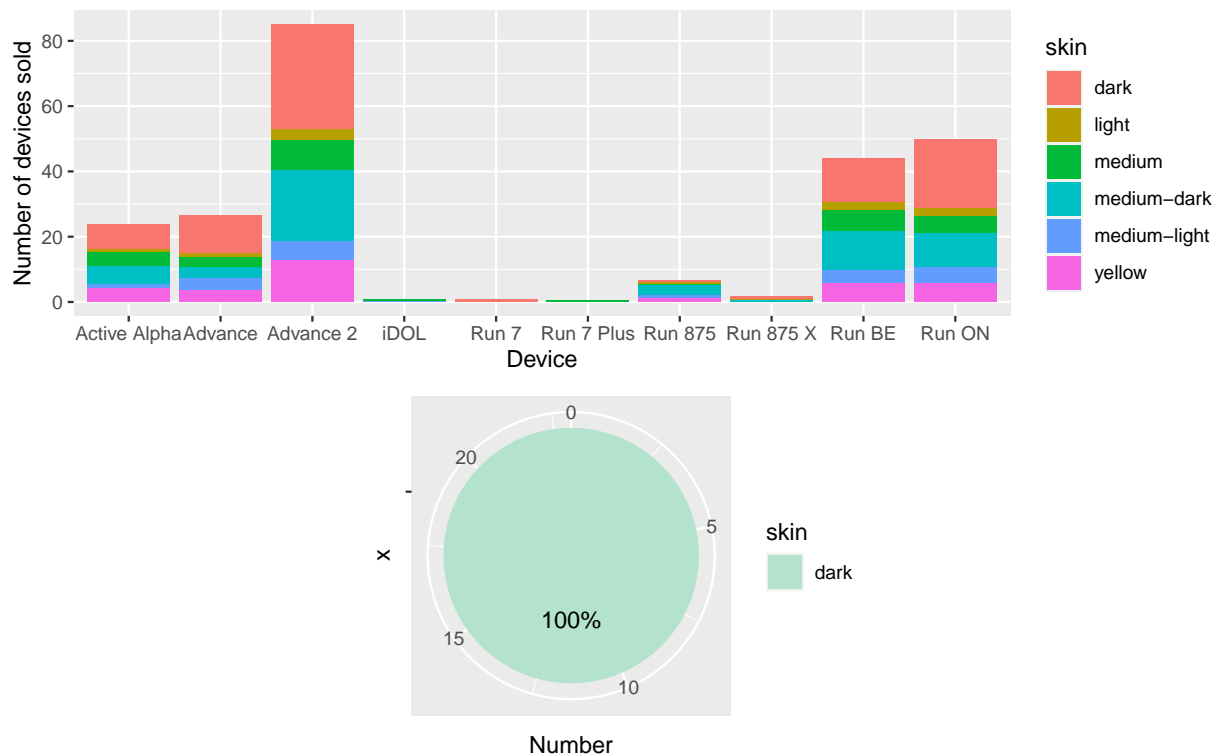 80
60
40
20
0
Number of devices sold
Active Alpha Advance Advance 2 iDOL Run 7 Run 7 Plus Run 875 Run 875 X Run BE Run ON
Device
skin
dark
light
medium
medium-dark
medium-light
yellow
0
5
10
15
20
100%
x
Number
skin
dark